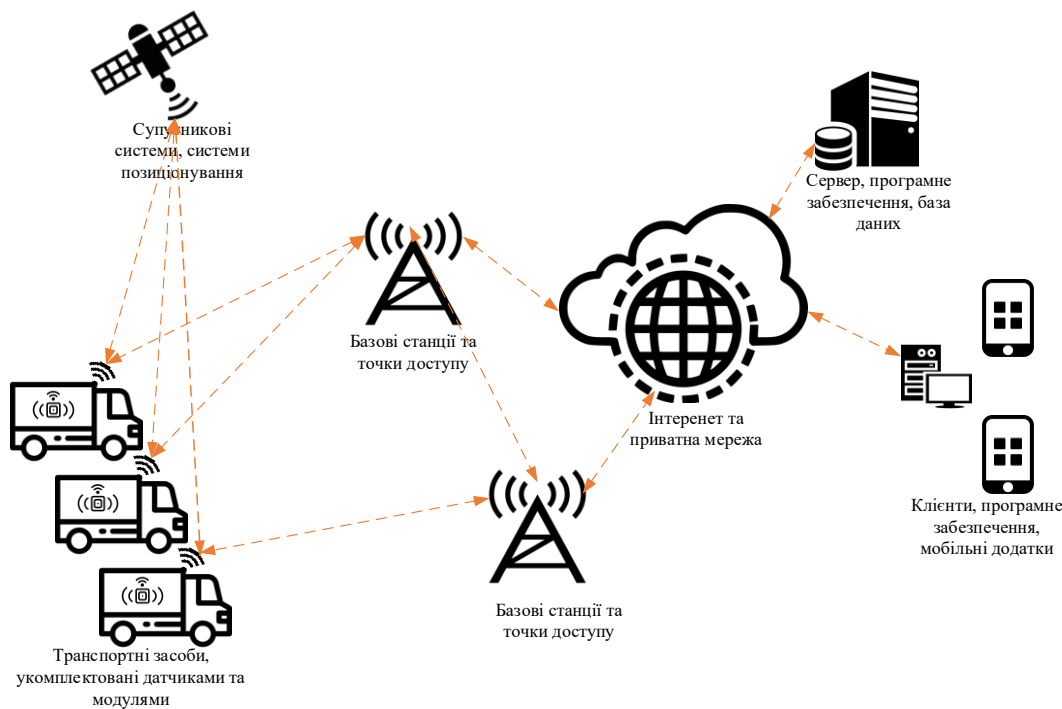 Супутникові
системи, системи
позиціонування
Сервер, програмне
забезпечення, база
даних
Базові станції та
точки доступу
Інтеренет та
приватна мережа
Клієнти, програмне
забезпечення,
мобільні додатки
Базові станції та
точки доступу
Транспортні засоби,
укомплектовані датчиками та
модулями